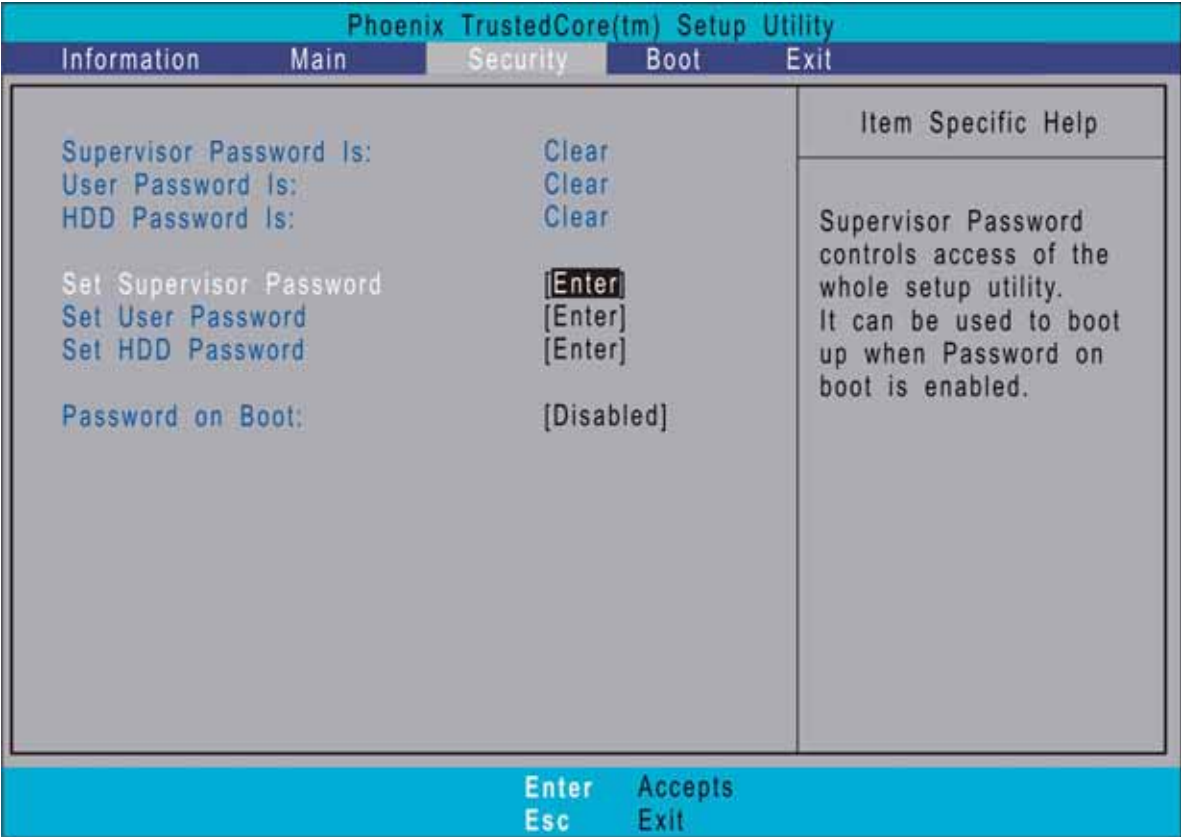 Phoenix TrustedCore(tm) Setup Utility
Information Main Security Boot Exit
Supervisor Password Is: Clear
User Password Is: Clear
HDD Password Is: Clear
Set Supervisor Password [Enter]
Set User Password [Enter]
Set HDD Password [Enter]
Password on Boot: [Disabled]
Item Specific Help
Supervisor Password
controls access of the
whole setup utility.
It can be used to boot
up when Password on
boot is enabled.
Enter Accepts
Esc Exit